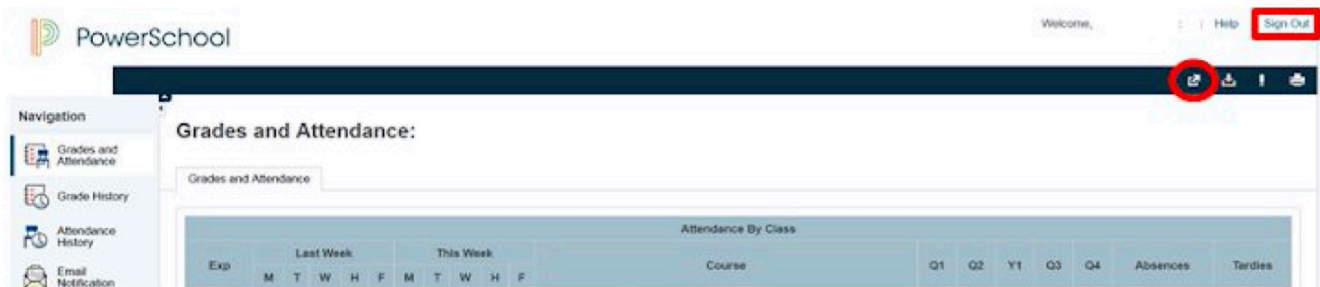 PowerSchool
Welcome, Help Sign Out
Navigation
Grades and Attendance:
Grades and
Attendance
Grades and Attendance
Grade History
Attendance By Class
Attendance
History
Last Week This Week
Exp Course Q1 Q2 Y1 Q3 Q4 Absences Tardies
M T W H F M T W H F
Email
Notification